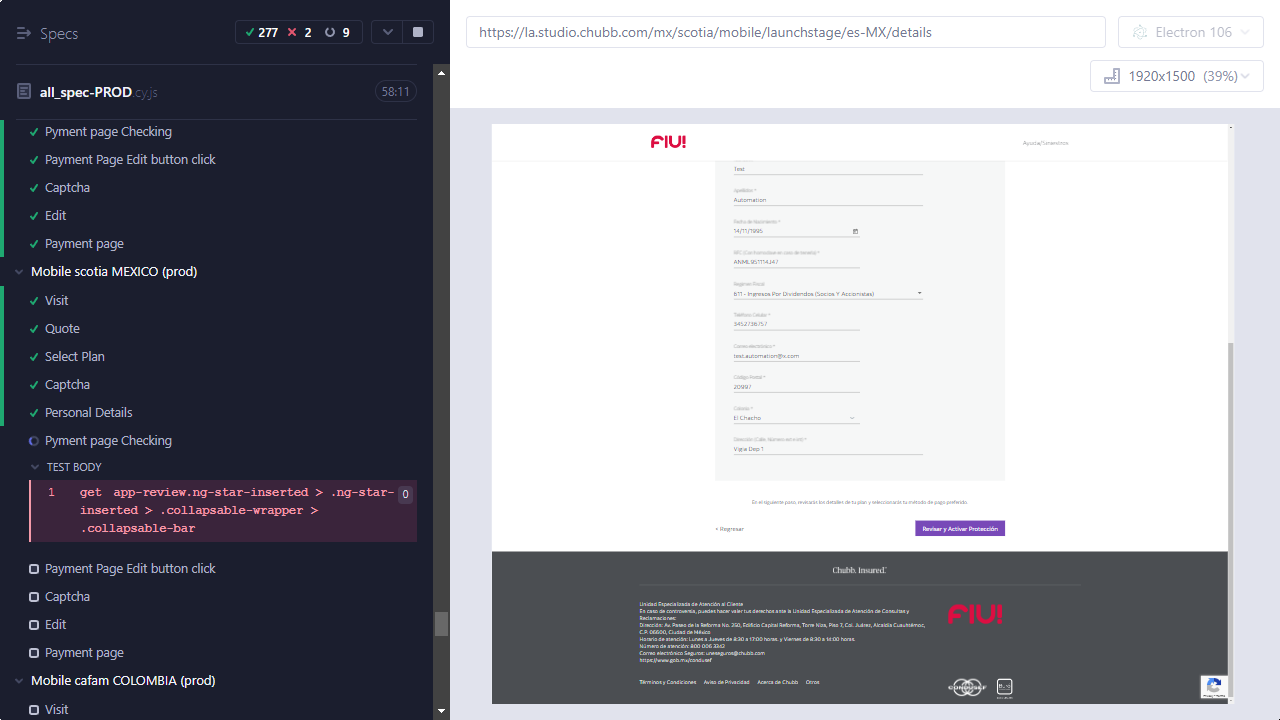 Specs
277
2
9
https://la.studio.chubb.com/mx/scotia/mobile/launchstage/es-MX/details
Electron 106
1920x1500 (39%)
all_spec-PROD.cy.js
58:11
Pyment page Checking
Payment Page Edit button click
Captcha
Edit
Payment page
Mobile scotia MEXICO (prod)
Visit
Quote
Select Plan
Captcha
Personal Details
Pyment page Checking
TEST BODY
1 get app-review.ng-star-inserted > .ng-star-inserted > .collapsable-wrapper > .collapsable-bar
0
Payment Page Edit button click
Captcha
Edit
Payment page
Mobile cafam COLOMBIA (prod)
Visit
FIU!
Ayuda/Siniestros
Test
Apellidos *
Automation
Fecha de Nacimiento *
14/11/1995
RFC (Con homoclave en caso de tenerlo) *
ANML951114J47
Régimen Fiscal
611 - Ingresos Por Dividendos (Socios Y Accionistas)
Teléfono Celular *
3452736757
Correo electrónico *
test.automation@x.com
Código Postal *
20997
Colonia *
El Chacho
Dirección (Calle, Número ext e int) *
Vigia Dep 1
En el siguiente paso, revisarás los detalles de tu plan y seleccionarás tu método de pago preferido.
< Regresar
Revisar y Activar Protección
Chubb. Insured.
Unidad Especializada de Atención al Cliente
En caso de controversia, puedes hacer valer tus derechos ante la Unidad Especializada de Atención de Consultas y
Reclamaciones:
Dirección: Av. Paseo de la Reforma No. 250, Edificio Capital Reforma, Torre Niza, Piso 7, Col. Juárez, Alcaldía Cuauhtémoc,
C.P. 06600, Ciudad de México
Horario de atención: Lunes a Jueves de 8:30 a 17:00 horas. y Viernes de 8:30 a 14:00 horas.
Número de atención: 800 006 3342
Correo electrónico Seguros: uneseguros@chubb.com
https://www.gob.mx/condusef
FIU!
Términos y Condiciones
Aviso de Privacidad
Acerca de Chubb
Otros
CONDUSEF